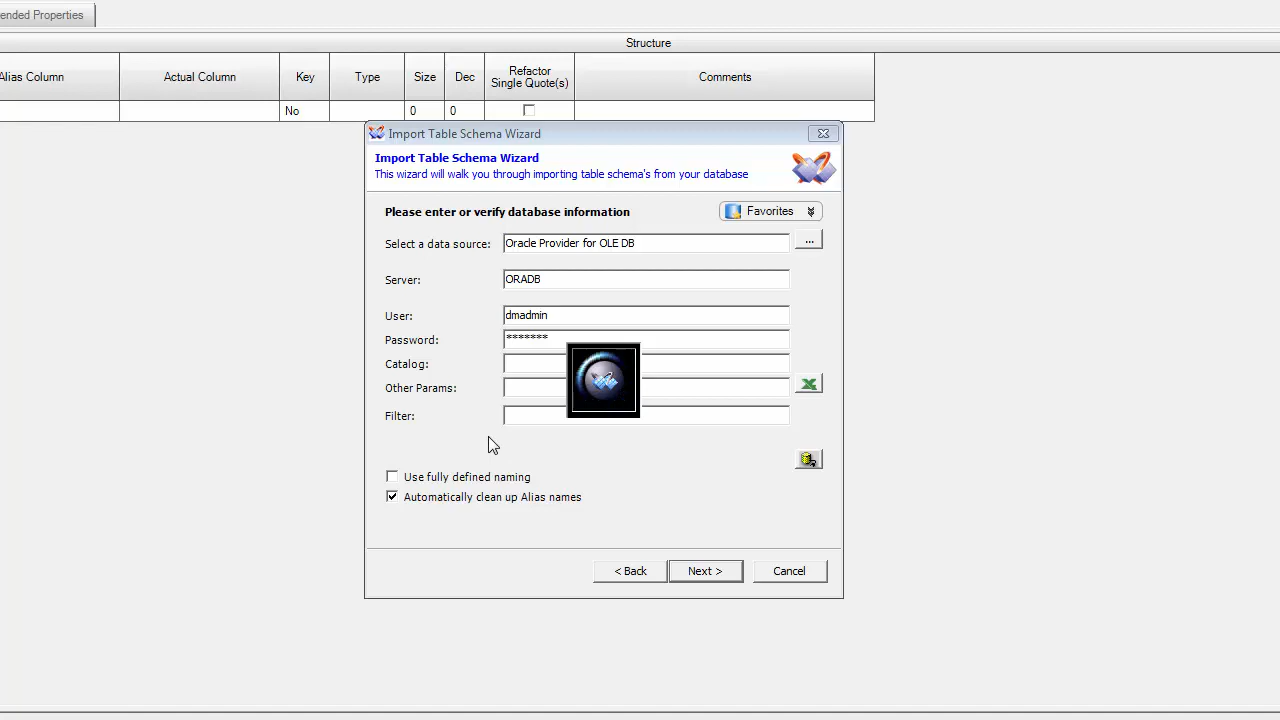 ended Properties
Structure
Alias Column
Actual Column
Key
Type
Size
Dec
Refactor
Single Quote(s)
Comments
No
0
0
Import Table Schema Wizard
Import Table Schema Wizard
This wizard will walk you through importing table schema's from your database
Please enter or verify database information
Favorites
Select a data source:
Oracle Provider for OLE DB
...
Server:
ORADB
User:
dmadmin
Password:
*******
Catalog:
Other Params:
Filter:
Use fully defined naming
Automatically clean up Alias names
< Back
Next >
Cancel